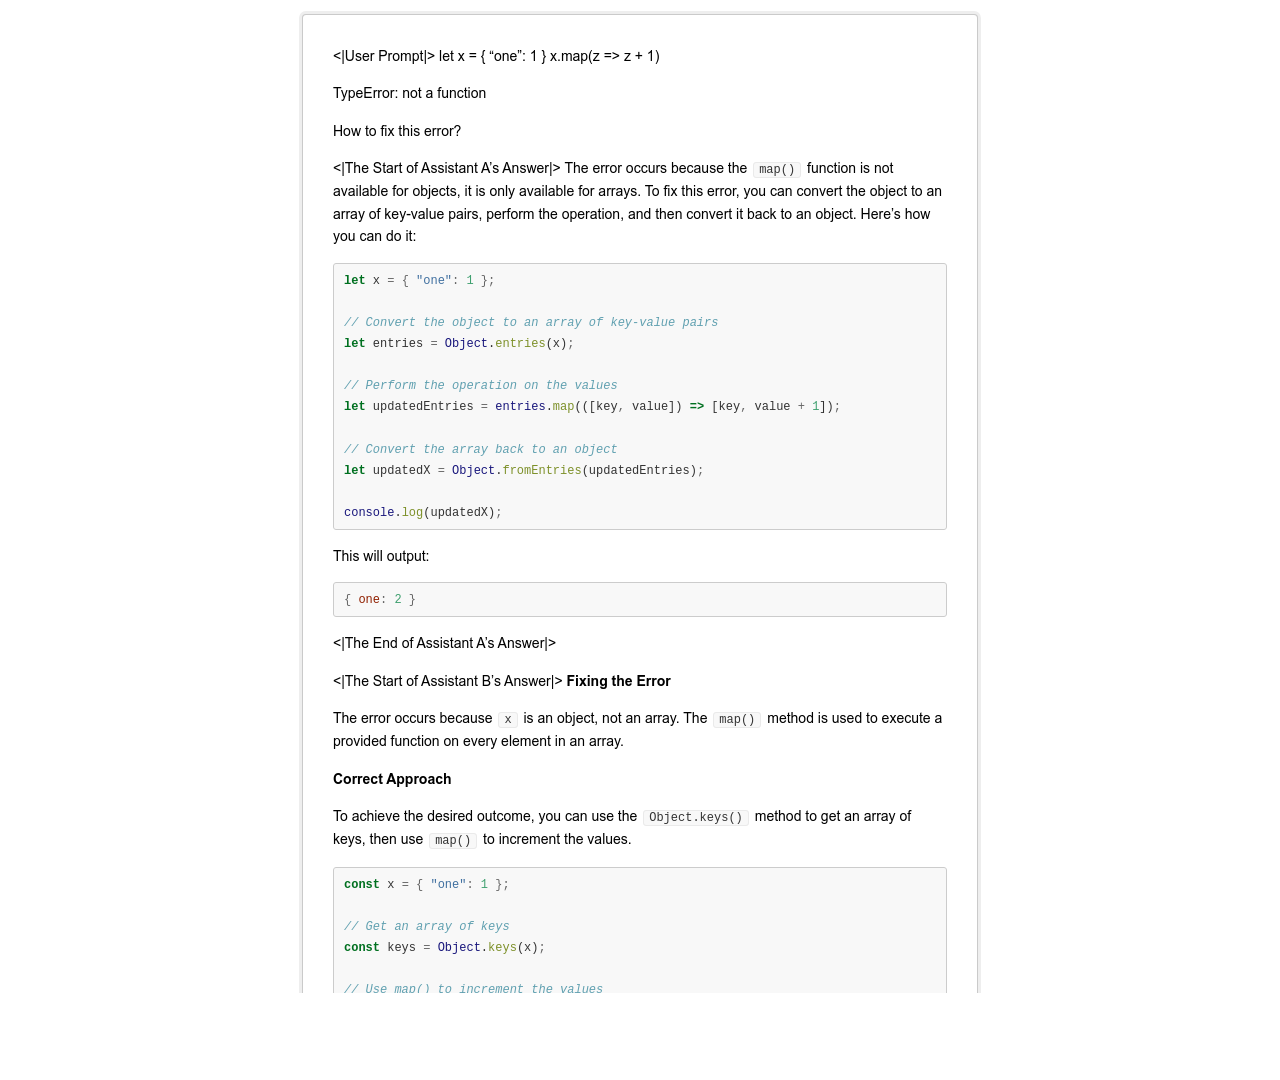 <|User Prompt|> let x = { “one”: 1 } x.map(z => z + 1)
TypeError: not a function
How to fix this error?
<|The Start of Assistant A’s Answer|> The error occurs because the map() function is not
available for objects, it is only available for arrays. To fix this error, you can convert the object to an
array of key-value pairs, perform the operation, and then convert it back to an object. Here’s how
you can do it:
let x = { "one": 1 };
// Convert the object to an array of key-value pairs
let entries = Object.entries(x);
// Perform the operation on the values
let updatedEntries = entries.map(([key, value]) => [key, value + 1]);
// Convert the array back to an object
let updatedX = Object.fromEntries(updatedEntries);
console.log(updatedX);
This will output:
{ one: 2 }
<|The End of Assistant A’s Answer|>
<|The Start of Assistant B’s Answer|> Fixing the Error
The error occurs because x is an object, not an array. The map() method is used to execute a
provided function on every element in an array.
Correct Approach
To achieve the desired outcome, you can use the Object.keys() method to get an array of
keys, then use map() to increment the values.
const x = { "one": 1 };
// Get an array of keys
const keys = Object.keys(x);
// Use map() to increment the values